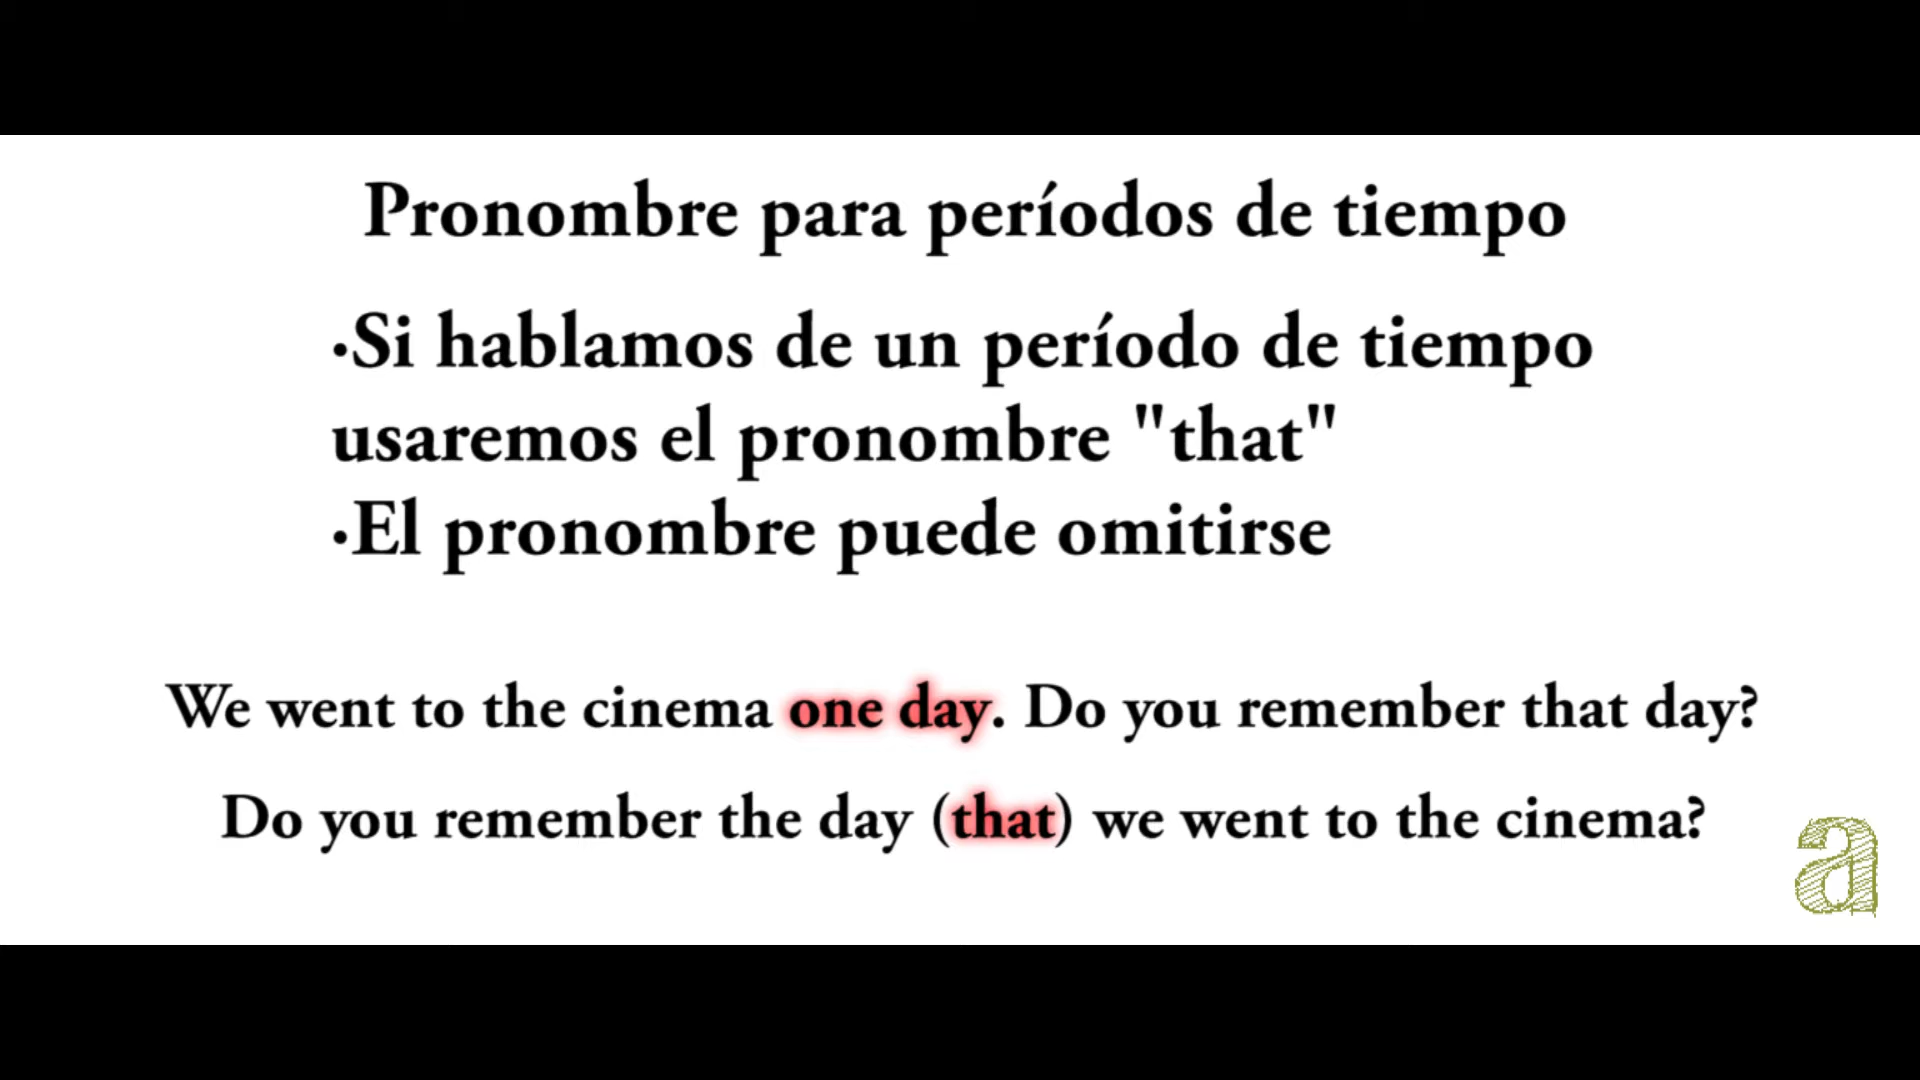 Pronombre para períodos de tiempo
·Si hablamos de un período de tiempo
usaremos el pronombre "that"
·El pronombre puede omitirse
We went to the cinema one day. Do you remember that day?
Do you remember the day (that) we went to the cinema?
a